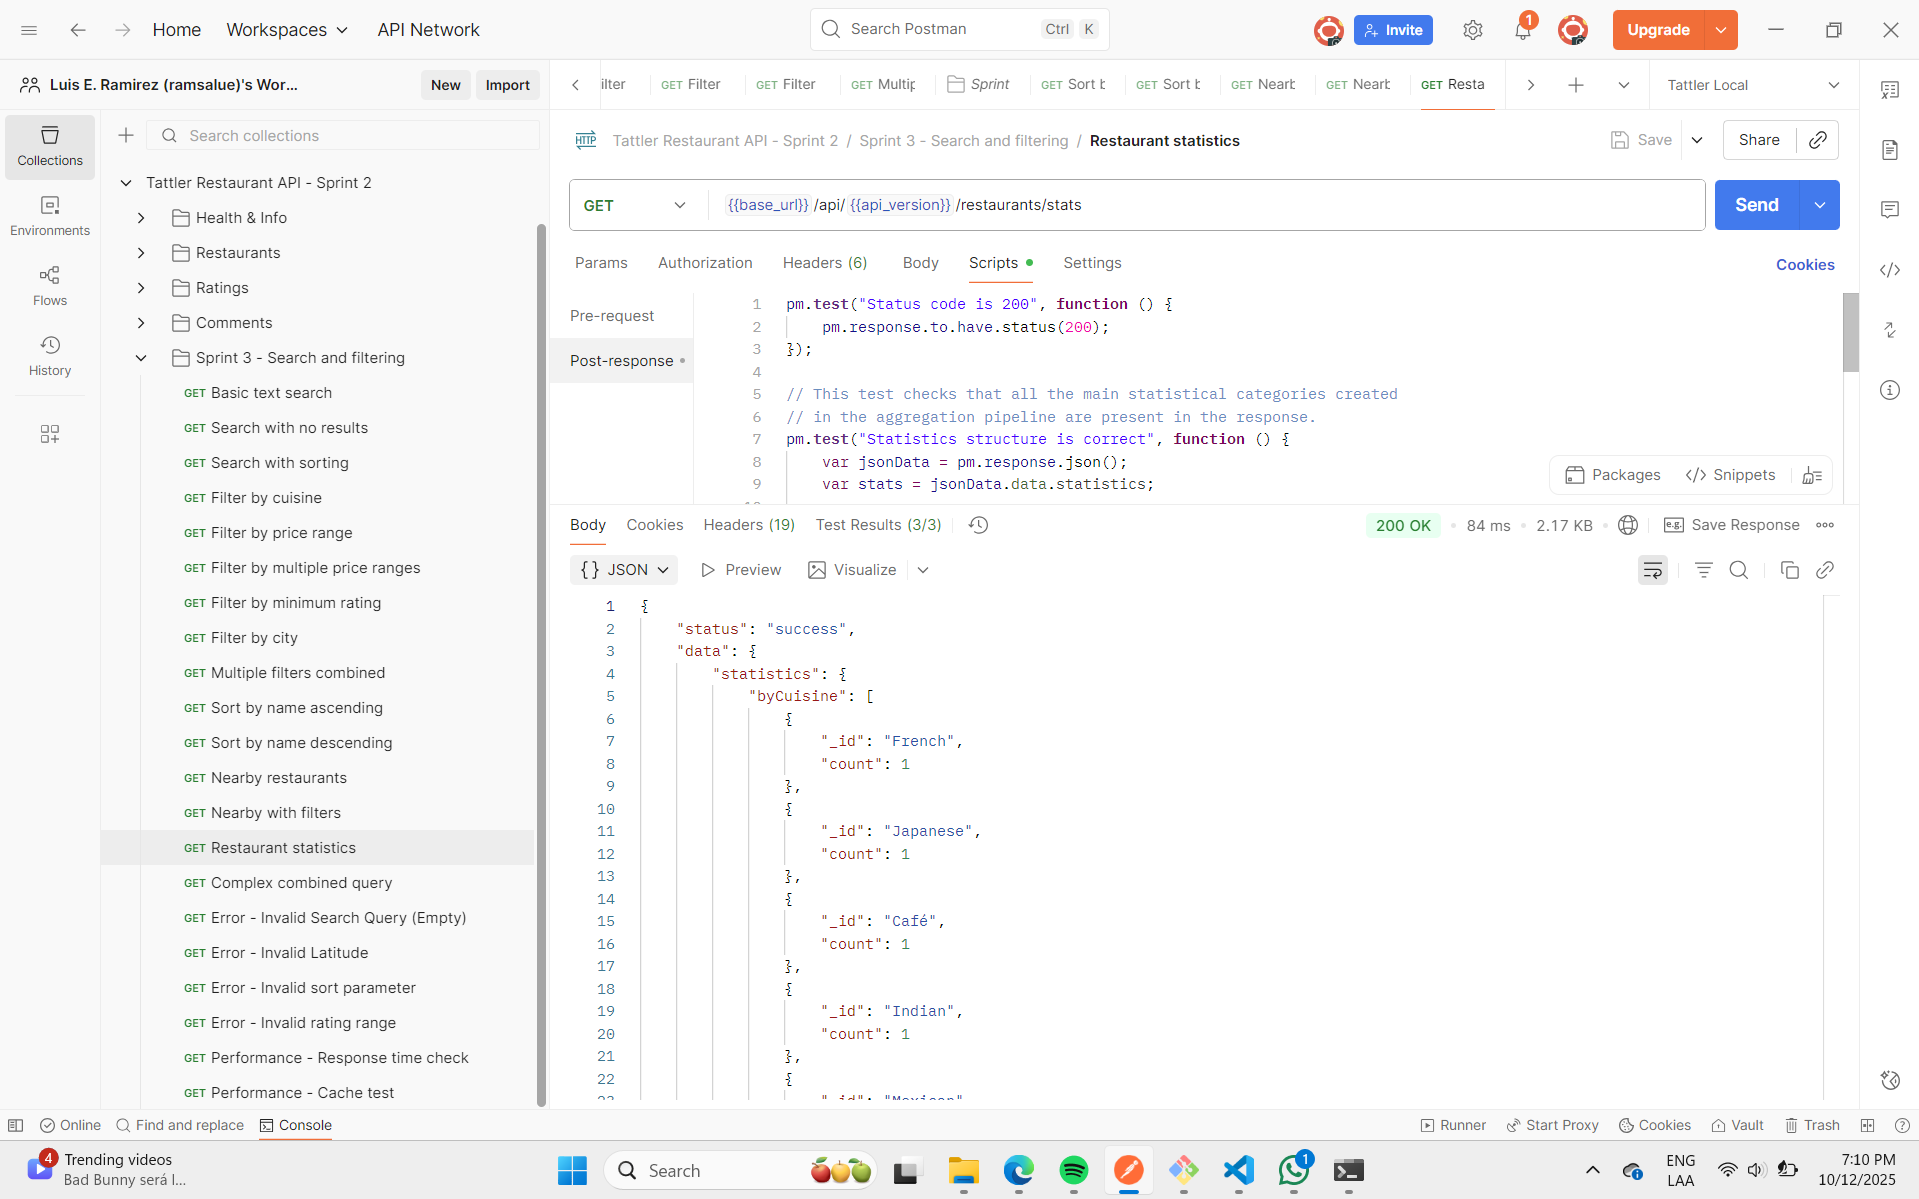 Home
Workspaces
API Network
Search Postman
Ctrl K
Invite
1
Upgrade
Luis E. Ramirez (ramsalue)'s Wor...
New
Import
ilter
GET Filter
GET Filter
GET Multip
Sprint
GET Sort b
GET Sort b
GET Nearb
GET Nearb
GET Resta
Tattler Local
Collections
Environments
Flows
History
Search collections
Tattler Restaurant API - Sprint 2
Health & Info
Restaurants
Ratings
Comments
Sprint 3 - Search and filtering
GET Basic text search
GET Search with no results
GET Search with sorting
GET Filter by cuisine
GET Filter by price range
GET Filter by multiple price ranges
GET Filter by minimum rating
GET Filter by city
GET Multiple filters combined
GET Sort by name ascending
GET Sort by name descending
GET Nearby restaurants
GET Nearby with filters
GET Restaurant statistics
GET Complex combined query
GET Error - Invalid Search Query (Empty)
GET Error - Invalid Latitude
GET Error - Invalid sort parameter
GET Error - Invalid rating range
GET Performance - Response time check
GET Performance - Cache test
HTTP Tattler Restaurant API - Sprint 2 / Sprint 3 - Search and filtering / Restaurant statistics
Save
Share
GET {{base_url}} /api/ {{api_version}} /restaurants/stats
Send
Params Authorization Headers (6) Body Scripts Settings
Cookies
Pre-request
Post-response
1 pm.test("Status code is 200", function () {
2 pm.response.to.have.status(200);
3 });
4
5 // This test checks that all the main statistical categories created
6 // in the aggregation pipeline are present in the response.
7 pm.test("Statistics structure is correct", function () {
8 var jsonData = pm.response.json();
9 var stats = jsonData.data.statistics;
Packages
Snippets
Body Cookies Headers (19) Test Results (3/3)
200 OK • 84 ms • 2.17 KB
e.g. Save Response
{} JSON
Preview
Visualize
1 {
2 "status": "success",
3 "data": {
4 "statistics": {
5 "byCuisine": [
6 {
7 "_id": "French",
8 "count": 1
9 },
10 {
11 "_id": "Japanese",
12 "count": 1
13 },
14 {
15 "_id": "Café",
16 "count": 1
17 },
18 {
19 "_id": "Indian",
20 "count": 1
21 },
22 {
23 "_id": "Mexican"
Online
Find and replace
Console
Runner
Start Proxy
Cookies
Vault
Trash
4
Trending videos
Bad Bunny será l...
Search
1
ENG
LAA
7:10 PM
10/12/2025